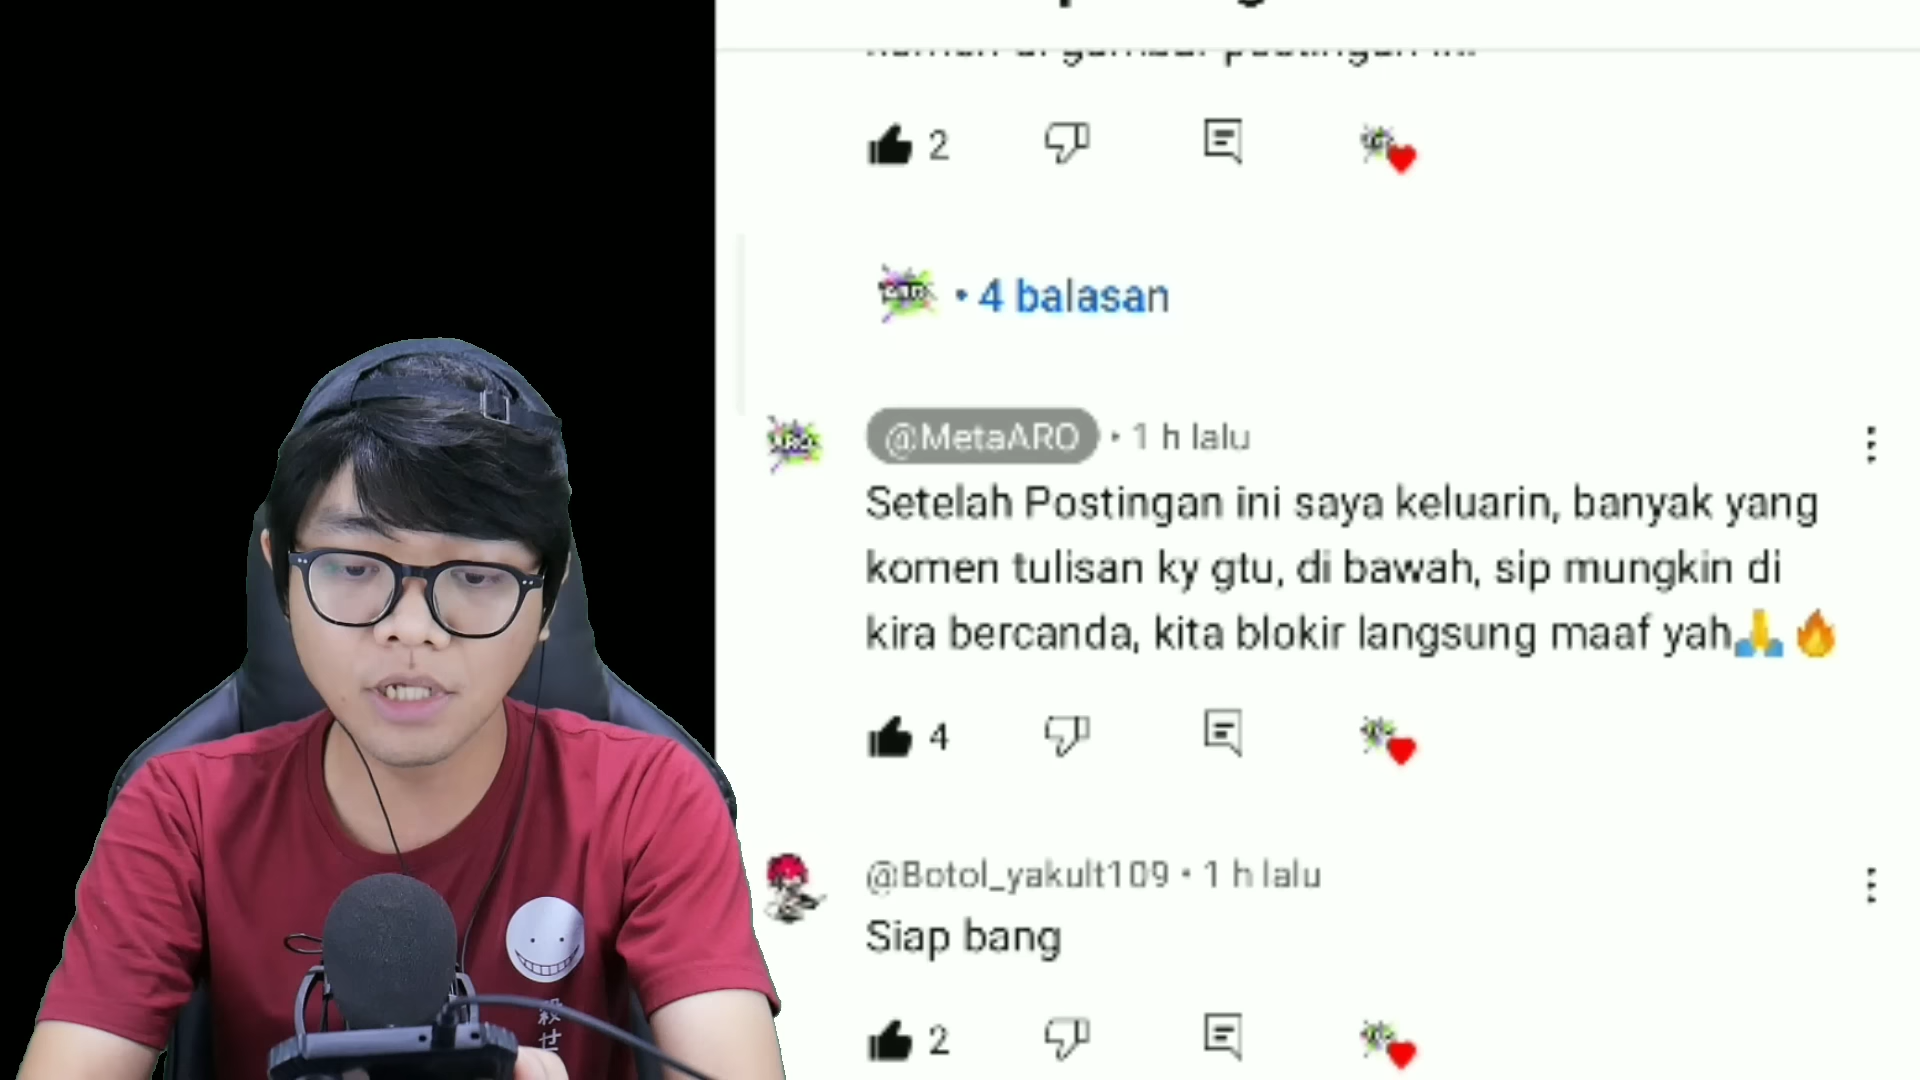 2
• 4 balasan
@MetaARO • 1 h lalu
Setelah Postingan ini saya keluarin, banyak yang
komen tulisan ky gtu, di bawah, sip mungkin di
kira bercanda, kita blokir langsung maaf yah🙏🔥
4
@Botol_yakult109 • 1 h lalu
Siap bang
2